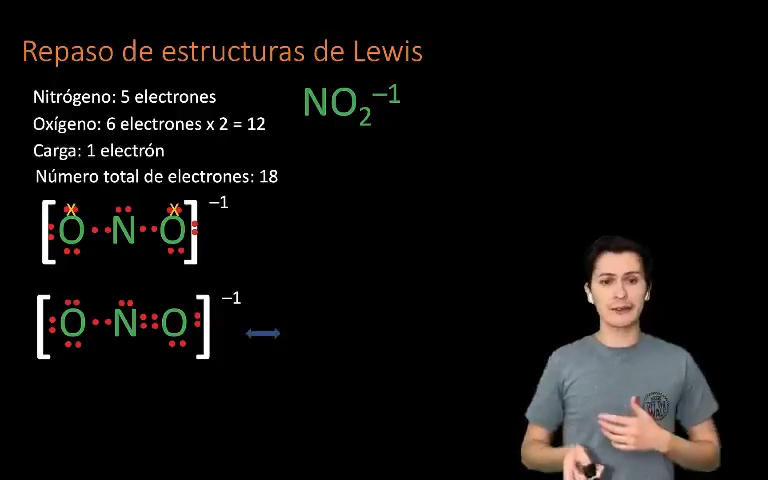 Repaso de estructuras de Lewis
Nitrógeno: 5 electrones
NO₂⁻¹
Oxígeno: 6 electrones x 2 = 12
Carga: 1 electrón
Número total de electrones: 18
–1
x x
[O N O]
–1
[O N O]